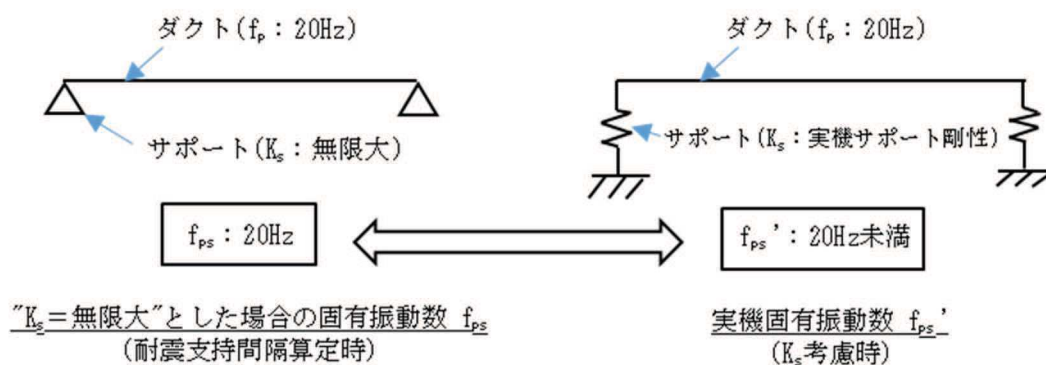 ダクト(fₚ：20Hz)
サポート(Kₛ：無限大)
fₚₛ：20Hz
"Kₛ＝無限大"とした場合の固有振動数 fₚₛ
(耐震支持間隔算定時)
ダクト(fₚ：20Hz)
サポート(Kₛ：実機サポート剛性)
fₚₛ'：20Hz未満
実機固有振動数 fₚₛ'
(Kₛ考慮時)